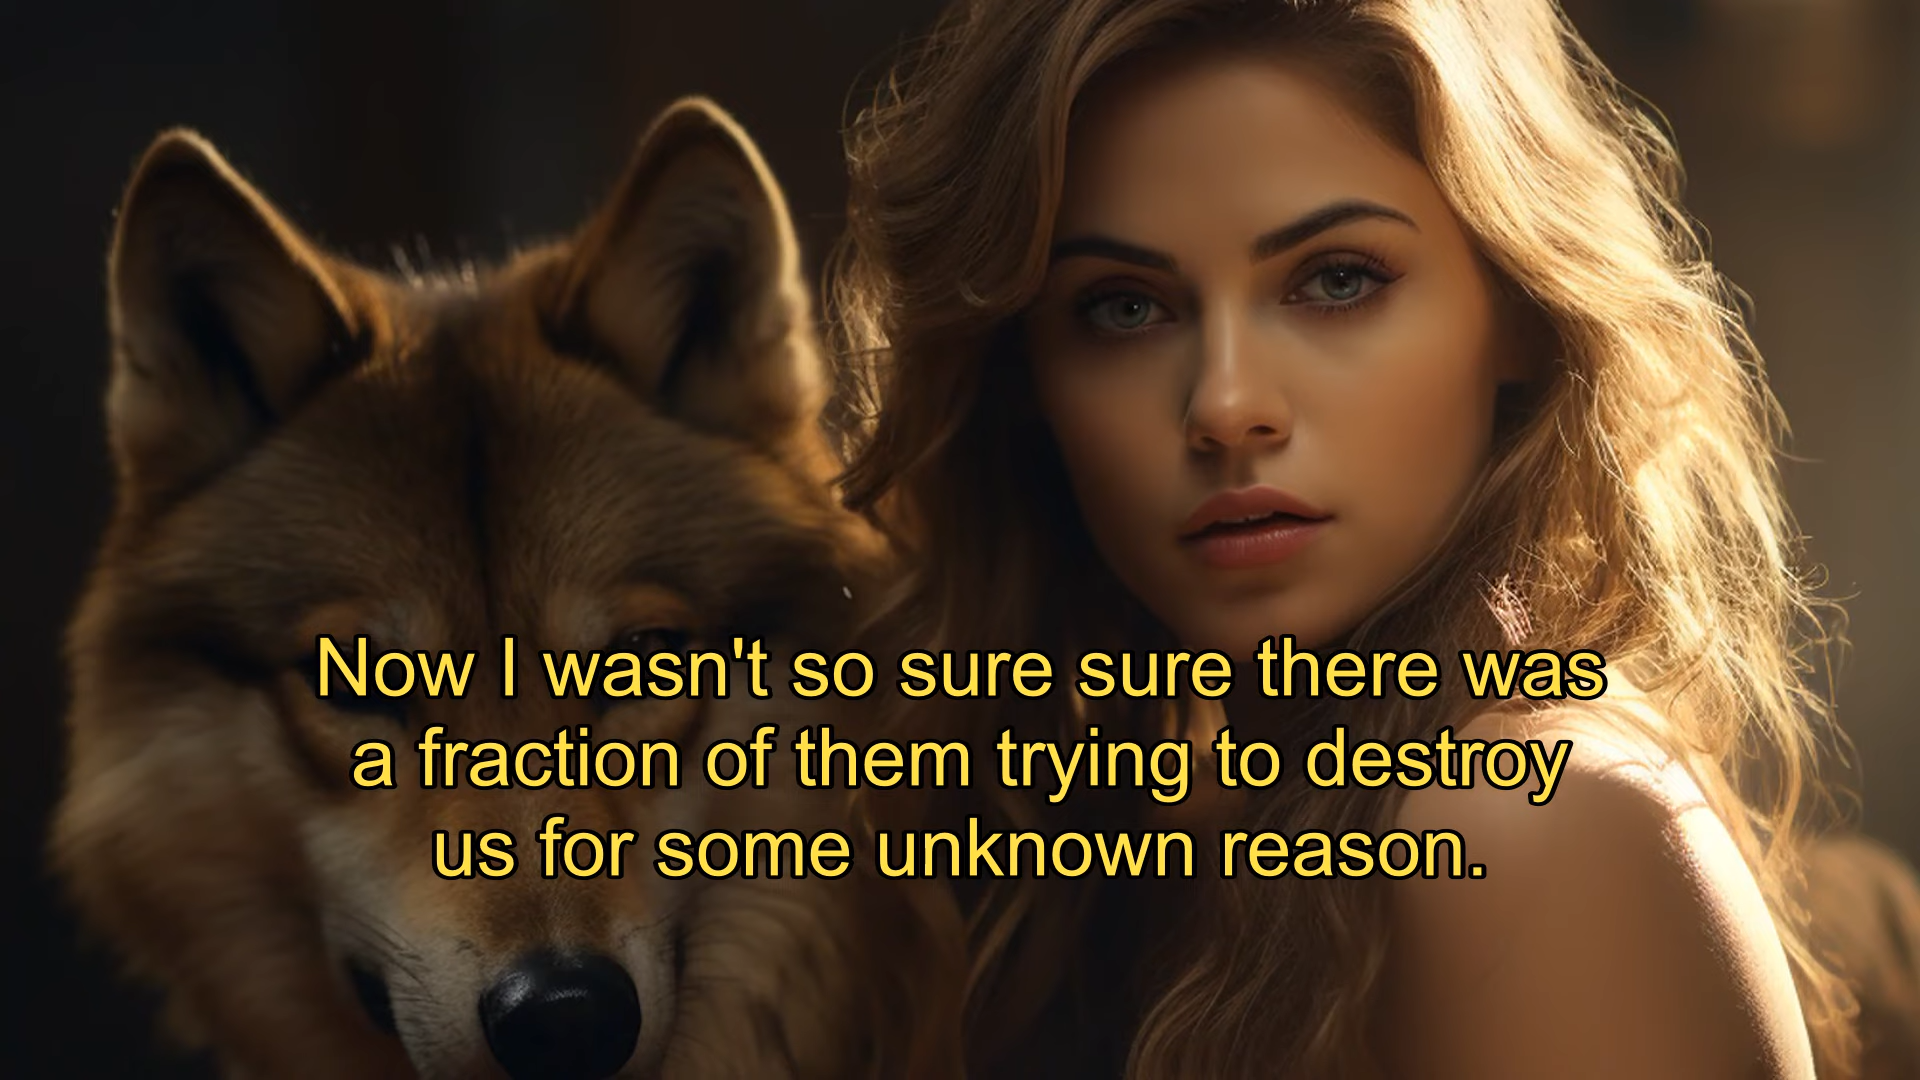 Now I wasn't so sure sure there was
a fraction of them trying to destroy
us for some unknown reason.